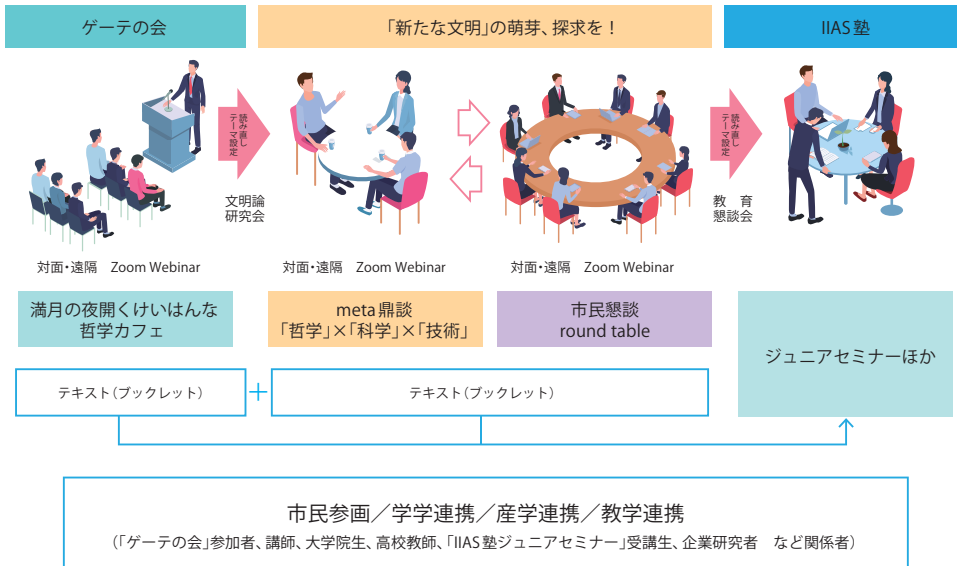 ゲーテの会
「新たな文明」の萌芽、探求を！
IIAS塾
読み直し
テーマ設定
文明論
研究会
読み直し
テーマ設定
教　育
懇談会
対面・遠隔　Zoom Webinar
対面・遠隔　Zoom Webinar
対面・遠隔　Zoom Webinar
満月の夜開くけいはんな
哲学カフェ
meta鼎談
「哲学」×「科学」×「技術」
市民懇談
round table
ジュニアセミナーほか
テキスト（ブックレット）
+
テキスト（ブックレット）
市民参画／学学連携／産学連携／教学連携
（「ゲーテの会」参加者、講師、大学院生、高校教師、「IIAS塾ジュニアセミナー」受講生、企業研究者　など関係者）